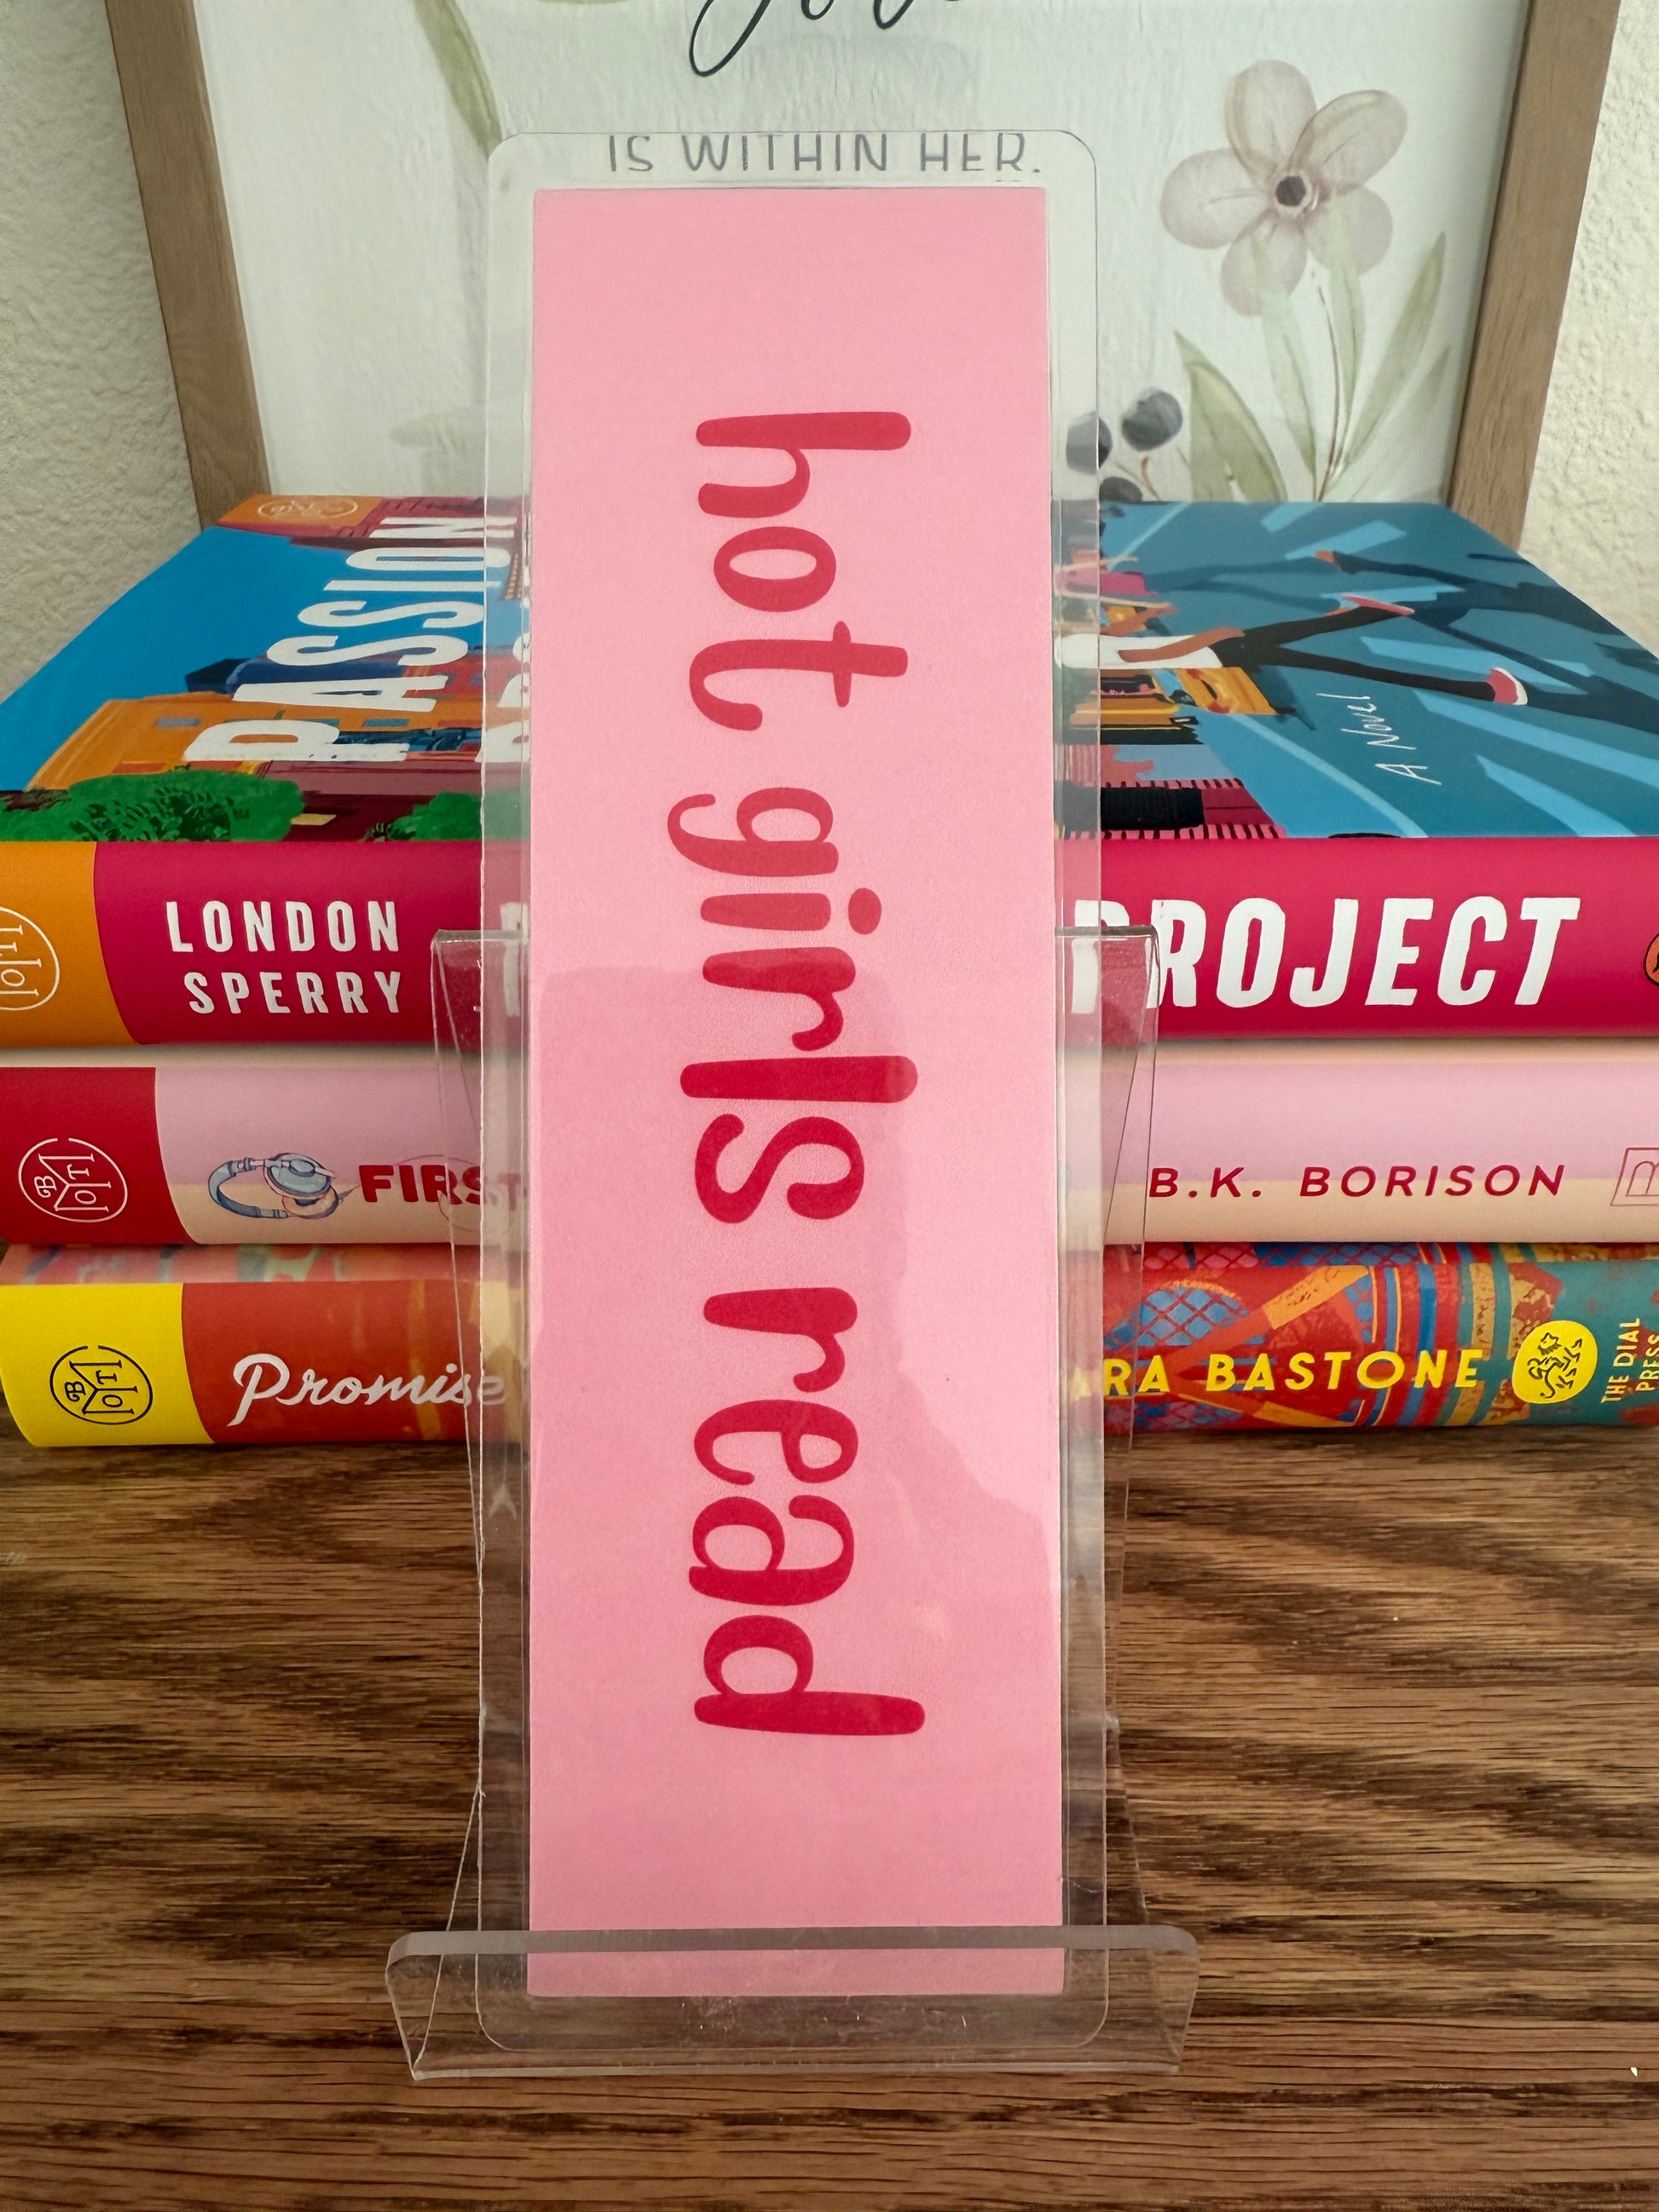 IS WITHIN HER.
hot girls read
PASSION
A Novel
LONDON
SPERRY
PROJECT
FIRST
B.K. BORISON
Promise
RA BASTONE
THE DIAL
PRESS